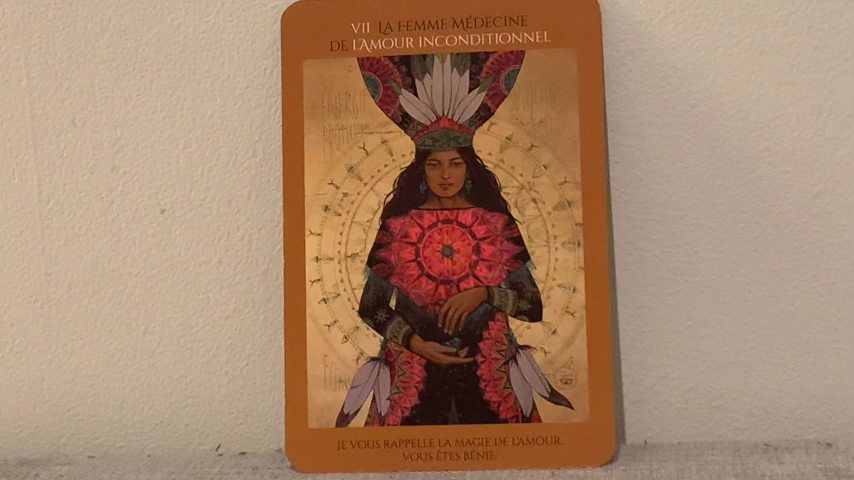 VII LA FEMME MÉDECINE
DE L'AMOUR INCONDITIONNEL
JE VOUS RAPPELLE LA MAGIE DE L'AMOUR,
VOUS ÊTES BÉNIE.